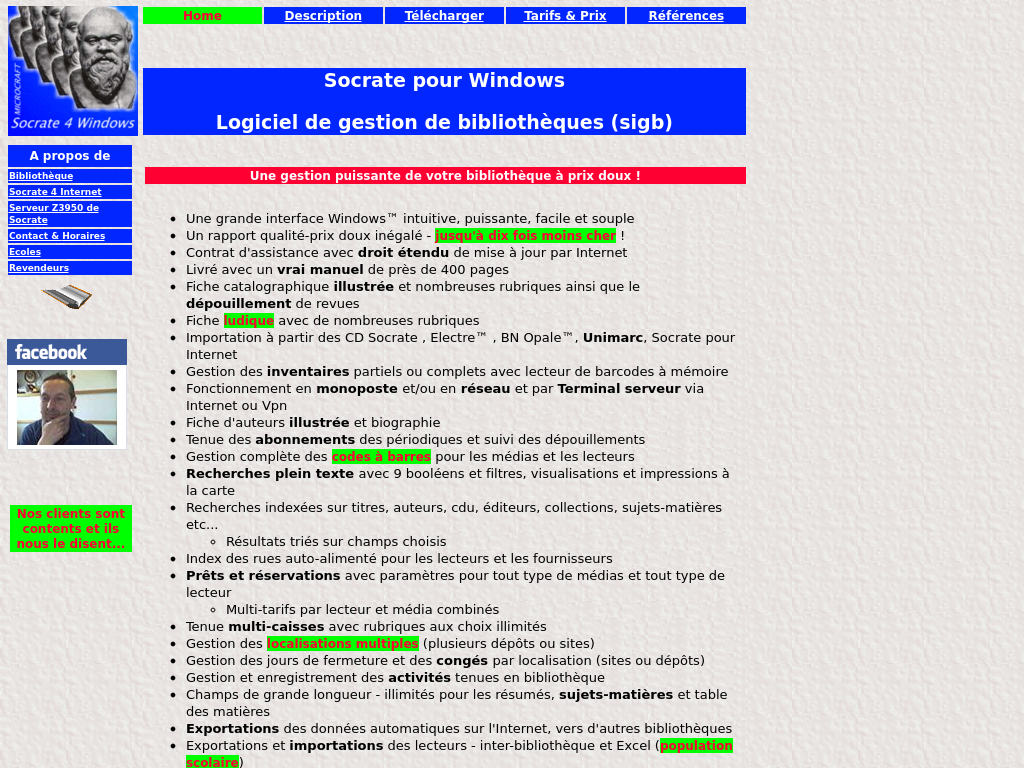 Home
Description
Télécharger
Tarifs & Prix
Références
MICROCRAFT
Socrate 4 Windows
Socrate pour Windows
Logiciel de gestion de bibliothèques (sigb)
A propos de
Bibliothèque
Socrate 4 Internet
Serveur Z3950 de
Socrate
Contact & Horaires
Ecoles
Revendeurs
facebook
Nos clients sont
contents et ils
nous le disent...
Une gestion puissante de votre bibliothèque à prix doux !
Une grande interface Windows™ intuitive, puissante, facile et souple
Un rapport qualité-prix doux inégalé - jusqu'à dix fois moins cher !
Contrat d'assistance avec droit étendu de mise à jour par Internet
Livré avec un vrai manuel de près de 400 pages
Fiche catalographique illustrée et nombreuses rubriques ainsi que le
dépouillement de revues
Fiche ludique avec de nombreuses rubriques
Importation à partir des CD Socrate , Electre™ , BN Opale™, Unimarc, Socrate pour
Internet
Gestion des inventaires partiels ou complets avec lecteur de barcodes à mémoire
Fonctionnement en monoposte et/ou en réseau et par Terminal serveur via
Internet ou Vpn
Fiche d'auteurs illustrée et biographie
Tenue des abonnements des périodiques et suivi des dépouillements
Gestion complète des codes à barres pour les médias et les lecteurs
Recherches plein texte avec 9 booléens et filtres, visualisations et impressions à
la carte
Recherches indexées sur titres, auteurs, cdu, éditeurs, collections, sujets-matières
etc...
Résultats triés sur champs choisis
Index des rues auto-alimenté pour les lecteurs et les fournisseurs
Prêts et réservations avec paramètres pour tout type de médias et tout type de
lecteur
Multi-tarifs par lecteur et média combinés
Tenue multi-caisses avec rubriques aux choix illimités
Gestion des localisations multiples (plusieurs dépôts ou sites)
Gestion des jours de fermeture et des congés par localisation (sites ou dépôts)
Gestion et enregistrement des activités tenues en bibliothèque
Champs de grande longueur - illimités pour les résumés, sujets-matières et table
des matières
Exportations des données automatiques sur l'Internet, vers d'autres bibliothèques
Exportations et importations des lecteurs - inter-bibliothèque et Excel (population
scolaire)